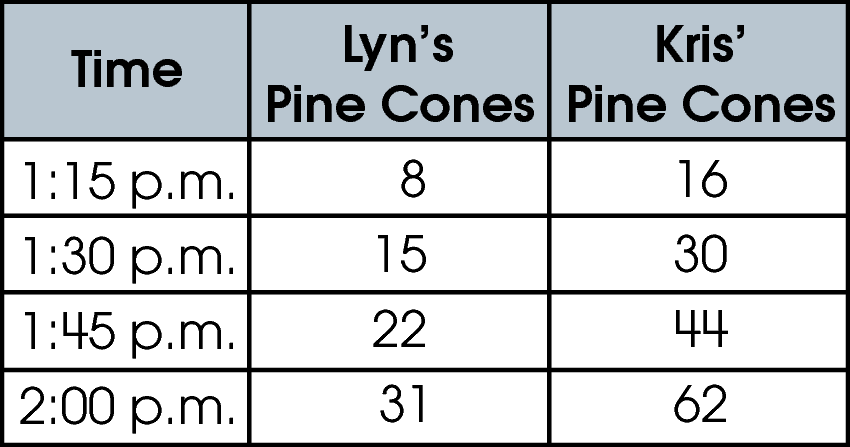 Time Lyn's Pine Cones Kris' Pine Cones
1:15 p.m. 8 16
1:30 p.m. 15 30
1:45 p.m. 22 44
2:00 p.m. 31 62